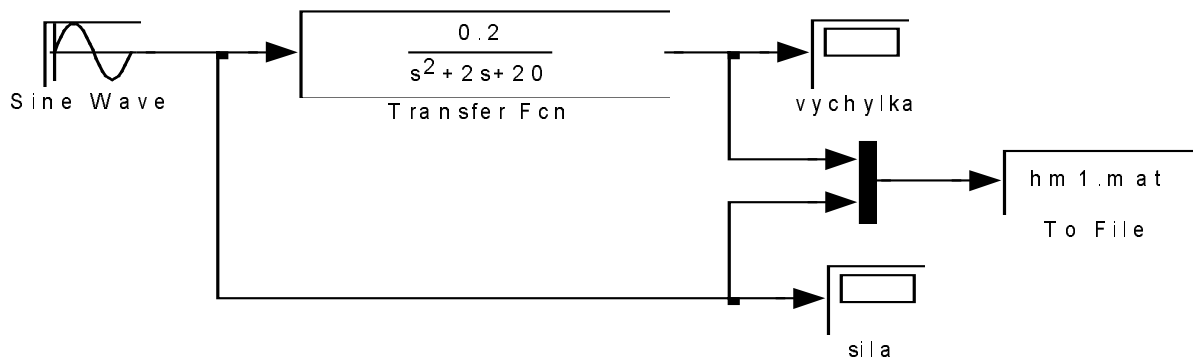 Sine Wave
0.2
s²+2s+20
Transfer Fcn
vychylka
hm1.mat
To File
sila